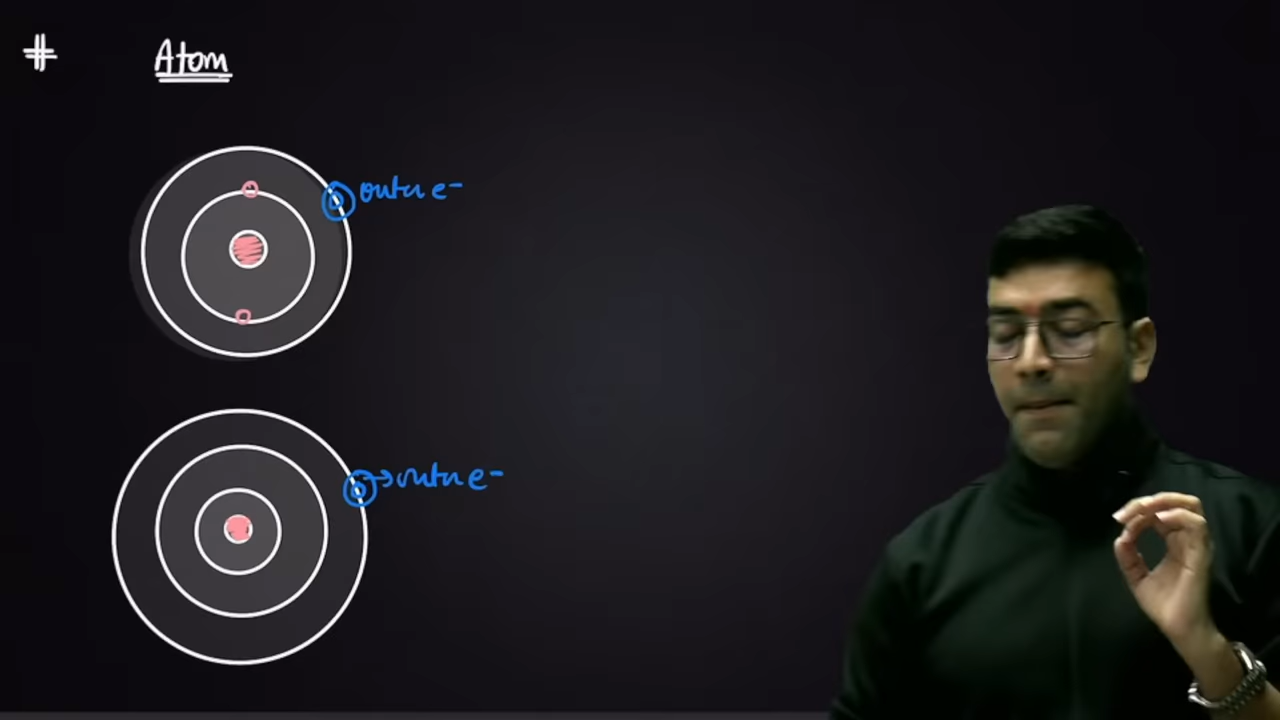 # Atom
outer e-
→outer e-